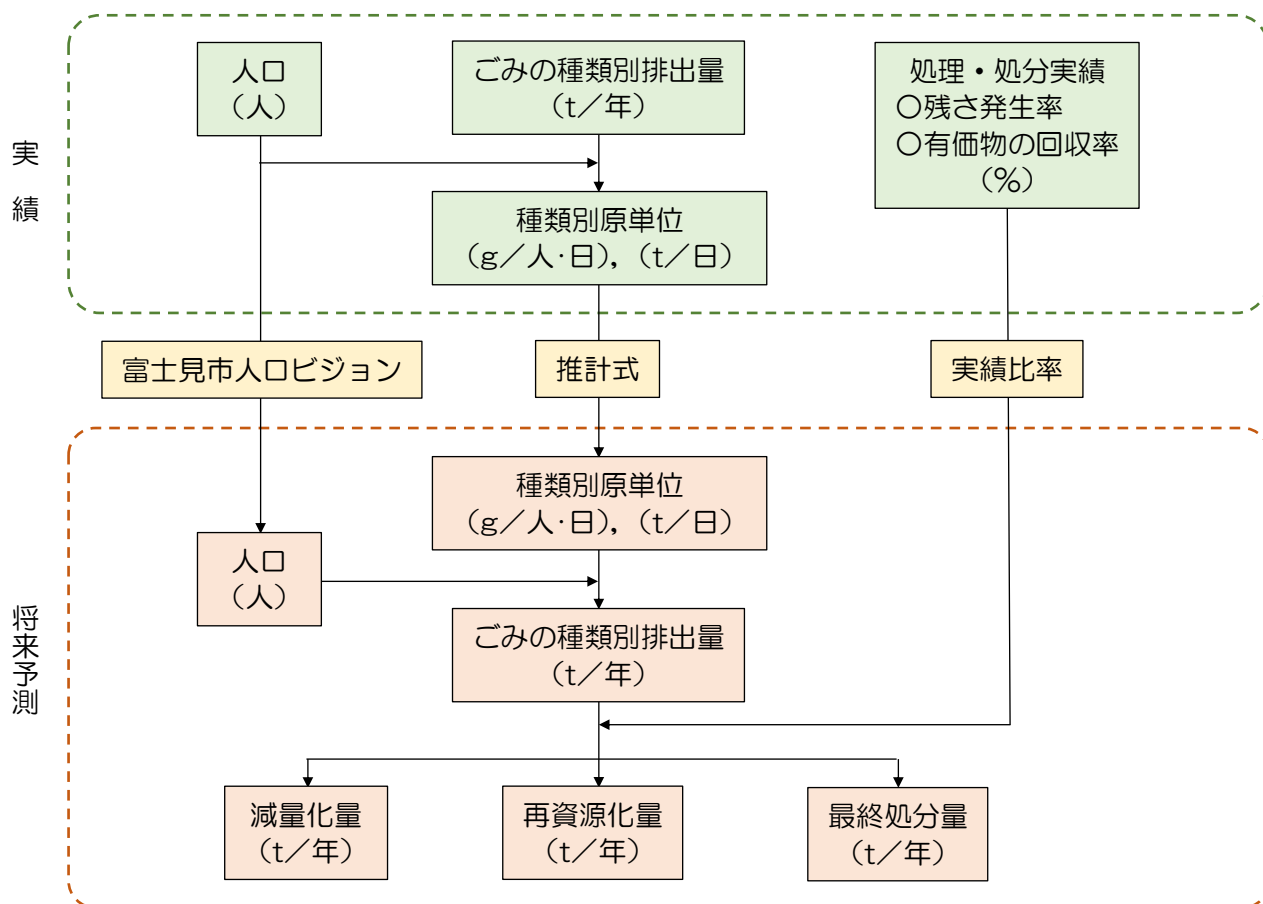 実績
人口
(人)
ごみの種類別排出量
(t/年)
処理・処分実績
○残さ発生率
○有価物の回収率
(%)
種類別原単位
(g/人·日), (t/日)
富士見市人口ビジョン
推計式
実績比率
将来予測
種類別原単位
(g/人·日), (t/日)
人口
(人)
ごみの種類別排出量
(t/年)
減量化量
(t/年)
再資源化量
(t/年)
最終処分量
(t/年)